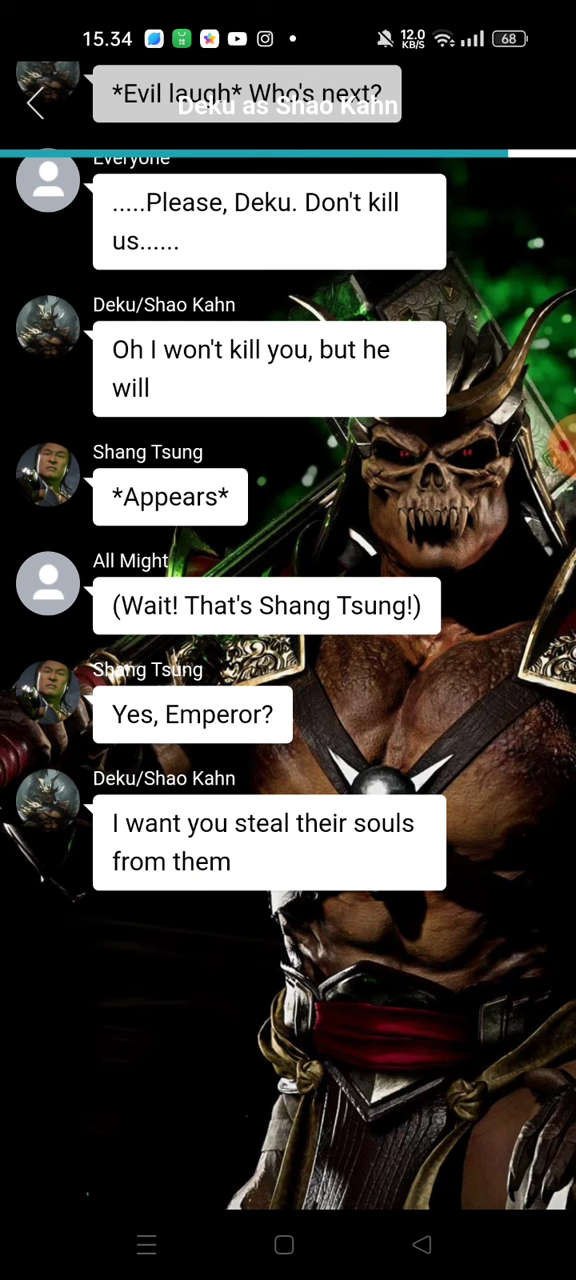 15.34
12.0
KB/S
68
*Evil laugh* Who's next?
Deku as Shao Kahn
Everyone
.....Please, Deku. Don't kill
us......
Deku/Shao Kahn
Oh I won't kill you, but he
will
Shang Tsung
*Appears*
All Might
(Wait! That's Shang Tsung!)
Shang Tsung
Yes, Emperor?
Deku/Shao Kahn
I want you steal their souls
from them